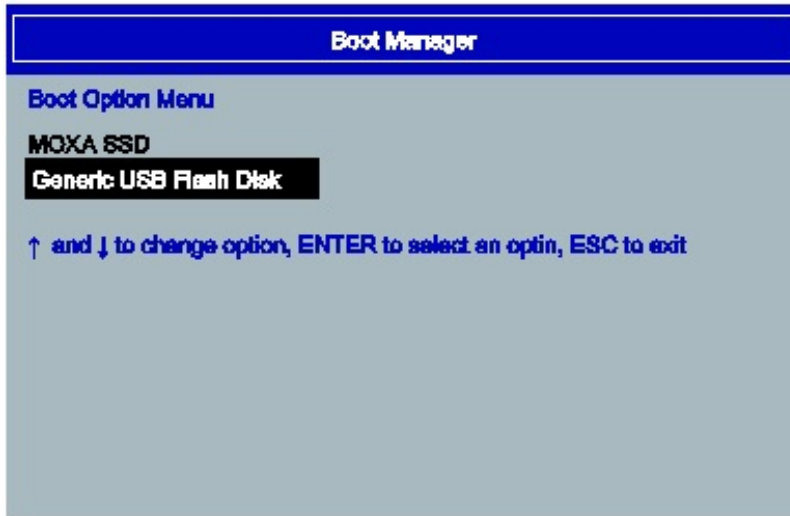 Boot Manager
Boot Option Menu
MOXA SSD
Generic USB Flash Disk
↑ and ↓ to change option, ENTER to select an optin, ESC to exit